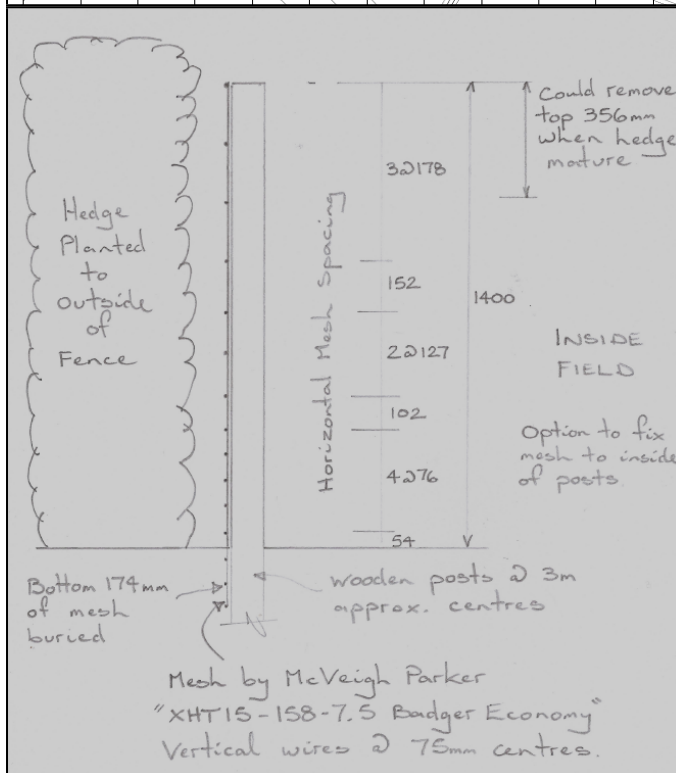 Could remove
top 356mm
when hedge
mature
Hedge
Planted
to
Outside
of
Fence
Horizontal Mesh Spacing
3@178
152
2@127
102
4@76
54
1400
INSIDE
FIELD
Option to fix
mesh to inside
of posts
Bottom 174mm
of mesh
buried
Wooden posts @ 3m
approx. centres
Mesh by McVeigh Parker
"XHT15-158-7.5 Badger Economy"
Vertical wires @ 75mm centres.